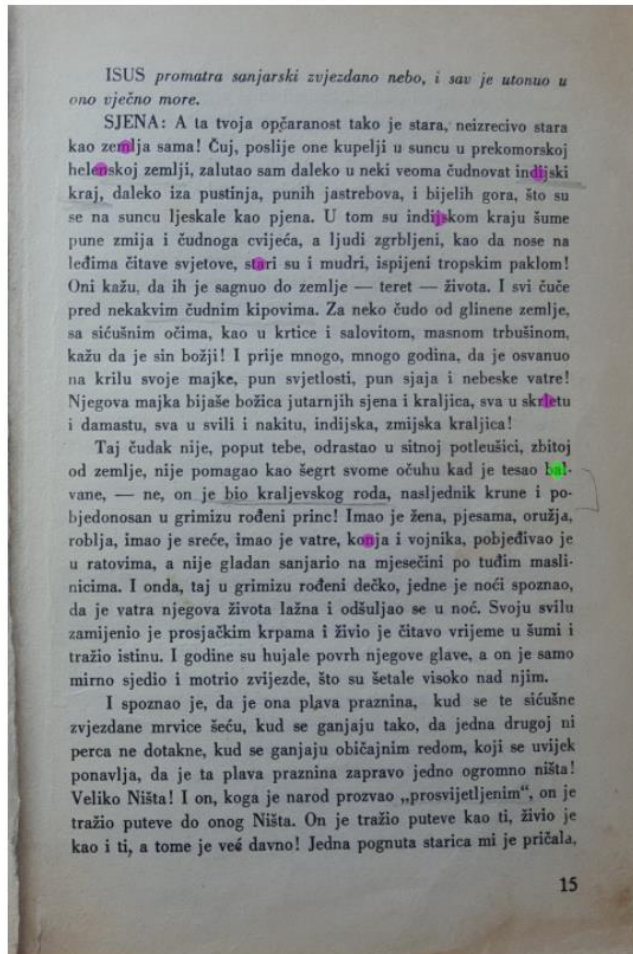 ISUS promatra sanjarski zvjezdano nebo, i sav je utonuo u
ono vječno more.
SJENA: A ta tvoja opčaranost tako je stara, neizrecivo stara
kao zemlja sama! Čuj, poslije one kupelji u suncu u prekomorskoj
helenskoj zemlji, zalutao sam daleko u neki veoma čudnovat indijski
kraj, daleko iza pustinja, punih jastrebova, i bijelih gora, što su
se na suncu ljeskale kao pjena. U tom su indijskom kraju šume
pune zmija i čudnoga cvijeća, a ljudi zgrbljeni, kao da nose na
leđima čitave svjetove, stari su i mudri, ispijeni tropskim paklom!
Oni kažu, da ih je sagnuo do zemlje — teret — života. I svi čuče
pred nekakvim čudnim kipovima. Za neko čudo od glinene zemlje,
sa sićušnim očima, kao u krtice i salovitom, masnom trbušinom,
kažu da je sin božji! I prije mnogo, mnogo godina, da je osvanuo
na krilu svoje majke, pun svjetlosti, pun sjaja i nebeske vatre!
Njegova majka bijaše božica jutarnjih sjena i kraljica, sva u skrletu
i damastu, sva u svili i nakitu, indijska, zmijska kraljica!
Taj čudak nije, poput tebe, odrastao u sitnoj potleušici, zbitoj
od zemlje, nije pomagao kao šegrt svome očuhu kad je tesao bal-
vane, — ne, on je bio kraljevskog roda, nasljednik krune i po-
bjedonosan u grimizu rođeni princ! Imao je žena, pjesama, oružja,
roblja, imao je sreće, imao je vatre, konja i vojnika, pobjeđivao je
u ratovima, a nije gladan sanjario na mjesečini po tuđim masli-
nicima. I onda, taj u grimizu rođeni dečko, jedne je noći spoznao,
da je vatra njegova života lažna i odšuljao se u noć. Svoju svilu
zamijenio je prosjačkim krpama i živio je čitavo vrijeme u šumi i
tražio istinu. I godine su hujale povrh njegove glave, a on je samo
mirno sjedio i motrio zvijezde, što su šetale visoko nad njim.
I spoznao je, da je ona plava praznina, kud se te sićušne
zvjezdane mrvice šeću, kud se ganjaju tako, da jedna drugoj ni
perca ne dotakne, kud se ganjaju običajnim redom, koji se uvijek
ponavlja, da je ta plava praznina zapravo jedno ogromno ništa!
Veliko Ništa! I on, koga je narod prozvao „prosvijetljenim“, on je
tražio puteve do onog Ništa. On je tražio puteve kao ti, živio je
kao i ti, a tome je već davno! Jedna pognuta starica mi je pričala,
15